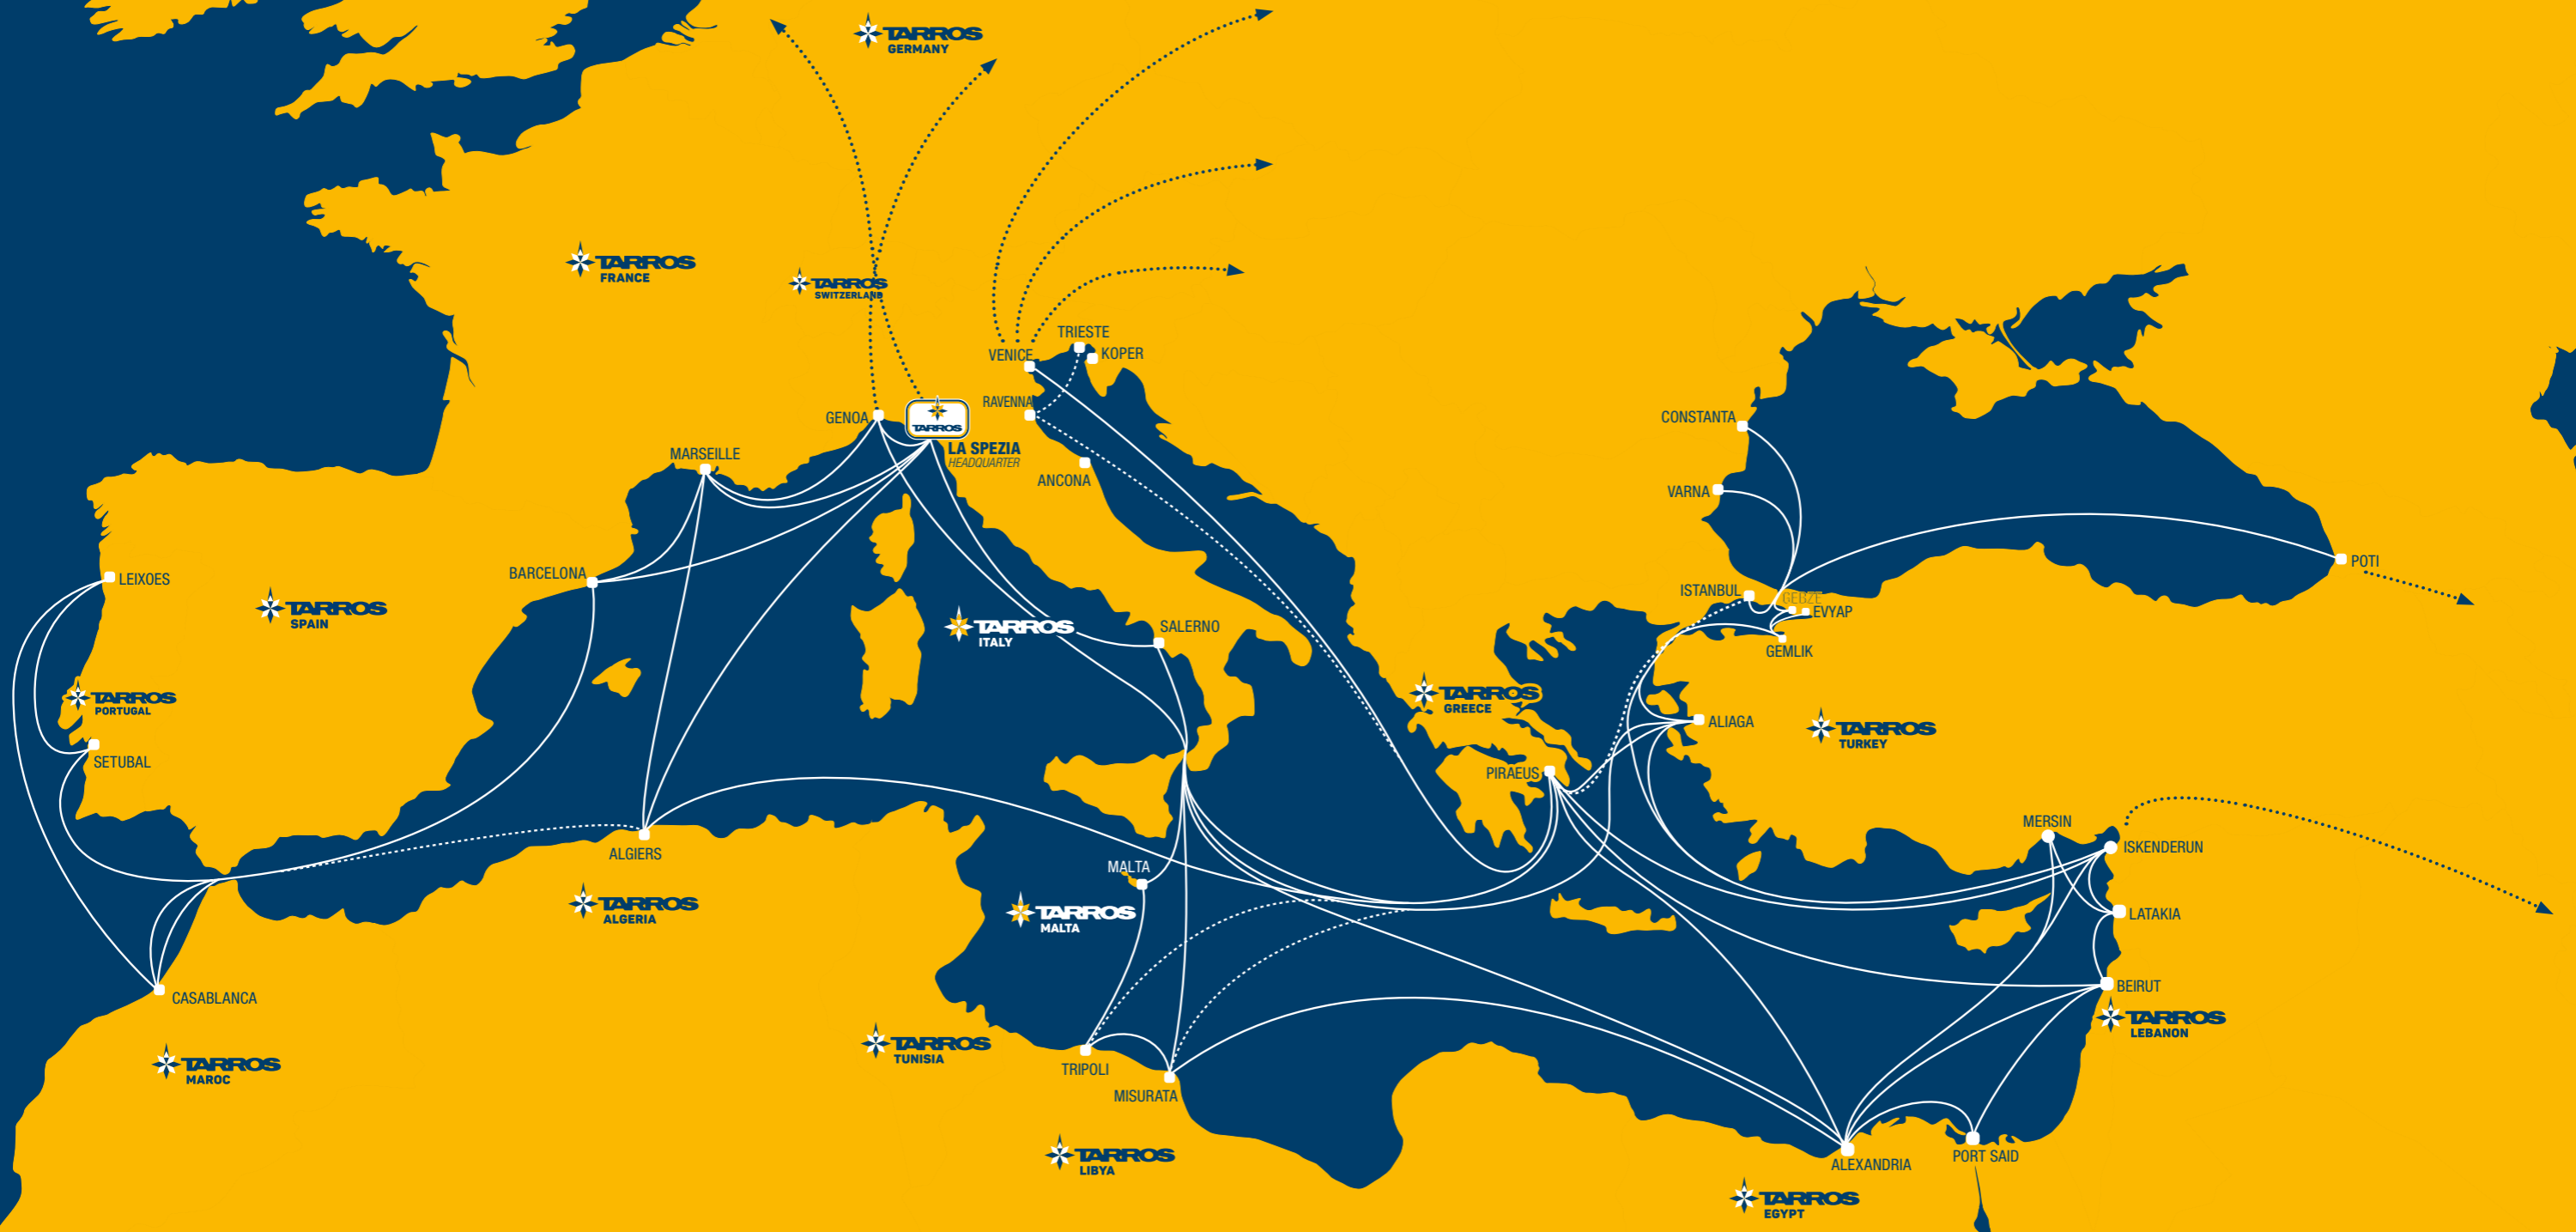 TARROS
GERMANY
TARROS
FRANCE
TARROS
SWITZERLAND
TRIESTE
VENICE
KOPER
RAVENNA
GENOA
TARROS
LA SPEZIA
HEADQUARTER
ANCONA
MARSEILLE
CONSTANTA
VARNA
BARCELONA
POTI
LEIXOES
TARROS
SPAIN
ISTANBUL
GEBZE
EVYAP
GEMLIK
TARROS
ITALY
SALERNO
TARROS
PORTUGAL
TARROS
GREECE
ALIAGA
TARROS
TURKEY
SETUBAL
PIRAEUS
MERSIN
ISKENDERUN
ALGIERS
MALTA
TARROS
ALGERIA
TARROS
MALTA
LATAKIA
CASABLANCA
BEIRUT
TARROS
LEBANON
TARROS
MAROC
TARROS
TUNISIA
TRIPOLI
MISURATA
TARROS
LIBYA
ALEXANDRIA
PORT SAID
TARROS
EGYPT